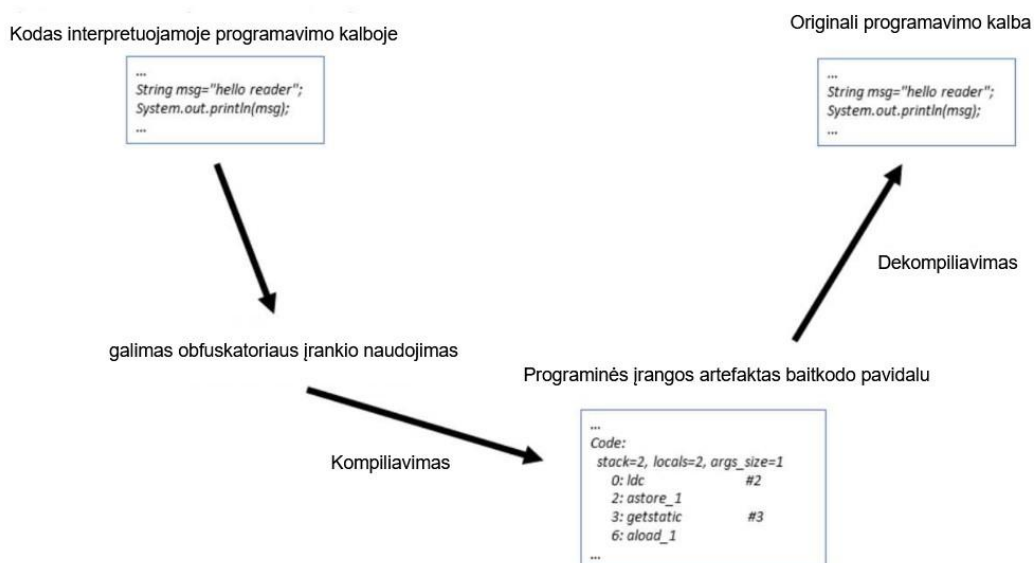 Kodas interpretuojamoje programavimo kalboje
...
String msg="hello reader";
System.out.println(msg);
...
Originali programavimo kalba
...
String msg="hello reader";
System.out.println(msg);
...
galimas obfuskatoriaus įrankio naudojimas
Kompiliavimas
Programinės įrangos artefaktas baitkodo pavidalu
...
Code:
stack=2, locals=2, args_size=1
0: ldc #2
2: astore_1
3: getstatic #3
6: aload_1
...
Dekompiliavimas